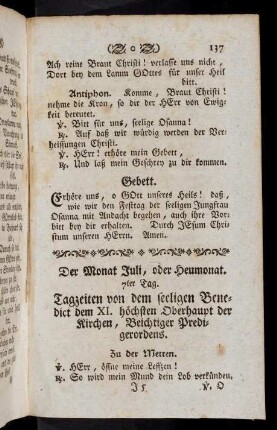 ( o ) 137
Ach reine Braut Christi! verlasse uns nicht,
Dort bey dem Lamm GOttes für unser Heil
bitt.
Antiphon. Komme, Braut Christi!
nehme die Kron, so dir der HErr von Ewig-
keit bereitet.
℣. Bitt für uns, seelige Osanna!
℟. Auf daß wir würdig werden der Ver-
heissungen Christi.
℣. HErr! erhöre mein Gebett,
℟. Und laß mein Geschrey zu dir kommen.
Gebett.
Erhöre uns, o GOtt unseres Heils! daß,
wie wir den Festtag der seeligen Jungfrau
Osanna mit Andacht begehen, auch ihre Vor-
bitt bey dir erhalten. Durch JEsum Chri-
stum unseren HErrn. Amen.
Der Monat Juli, oder Heumonat.
7ter Tag.
Tagzeiten von dem seeligen Bene-
dict dem XI. höchsten Oberhaupt der
Kirchen, Beichtiger Predi-
gerordens.
Zu der Metten.
℣. HErr, öffne meine Leffzen!
℟. So wird mein Mund dein Lob verkünden.
I 5 ℣. O